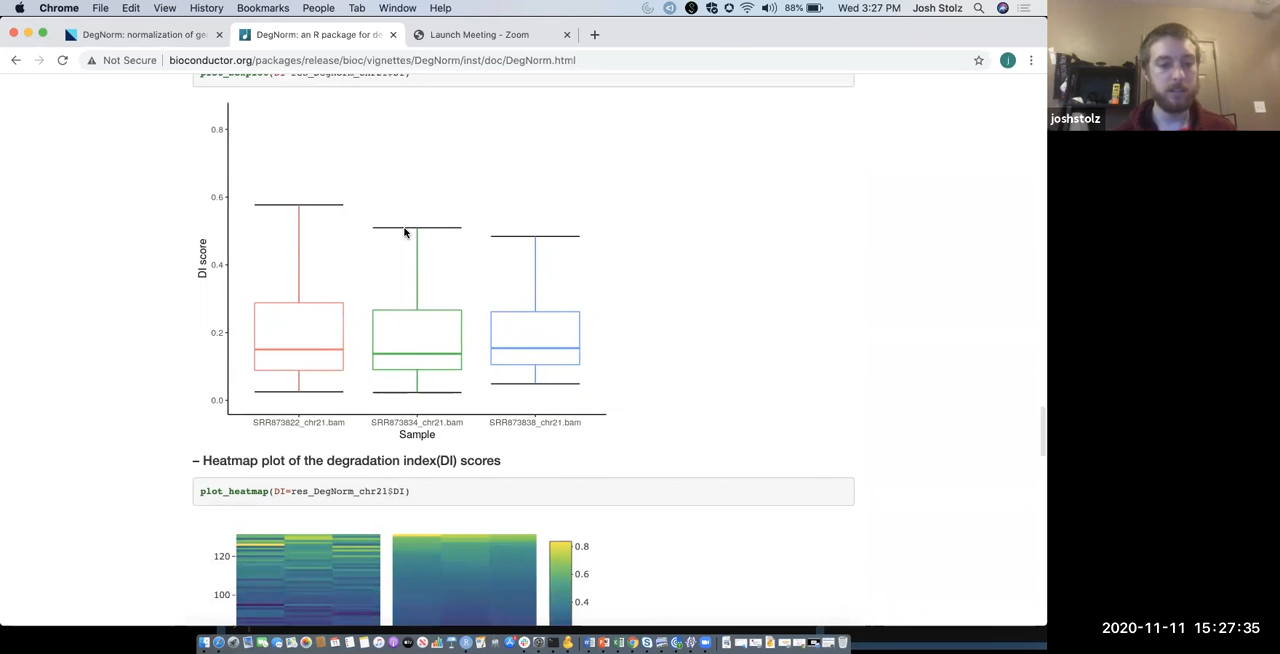 Chrome File Edit View History Bookmarks People Tab Window Help
88% Wed 3:27 PM Josh Stolz
DegNorm: normalization of ge
DegNorm: an R package for de
Launch Meeting - Zoom
Not Secure | bioconductor.org/packages/release/bioc/vignettes/DegNorm/inst/doc/DegNorm.html
j
joshstolz
plot_boxplot(DI=res_DegNorm_chr21$DI)
0.8
0.6
0.4
0.2
0.0
DI score
SRR873822_chr21.bam SRR873834_chr21.bam SRR873838_chr21.bam
Sample
– Heatmap plot of the degradation index(DI) scores
plot_heatmap(DI=res_DegNorm_chr21$DI)
120
100
0.8
0.6
0.4
2020-11-11 15:27:35